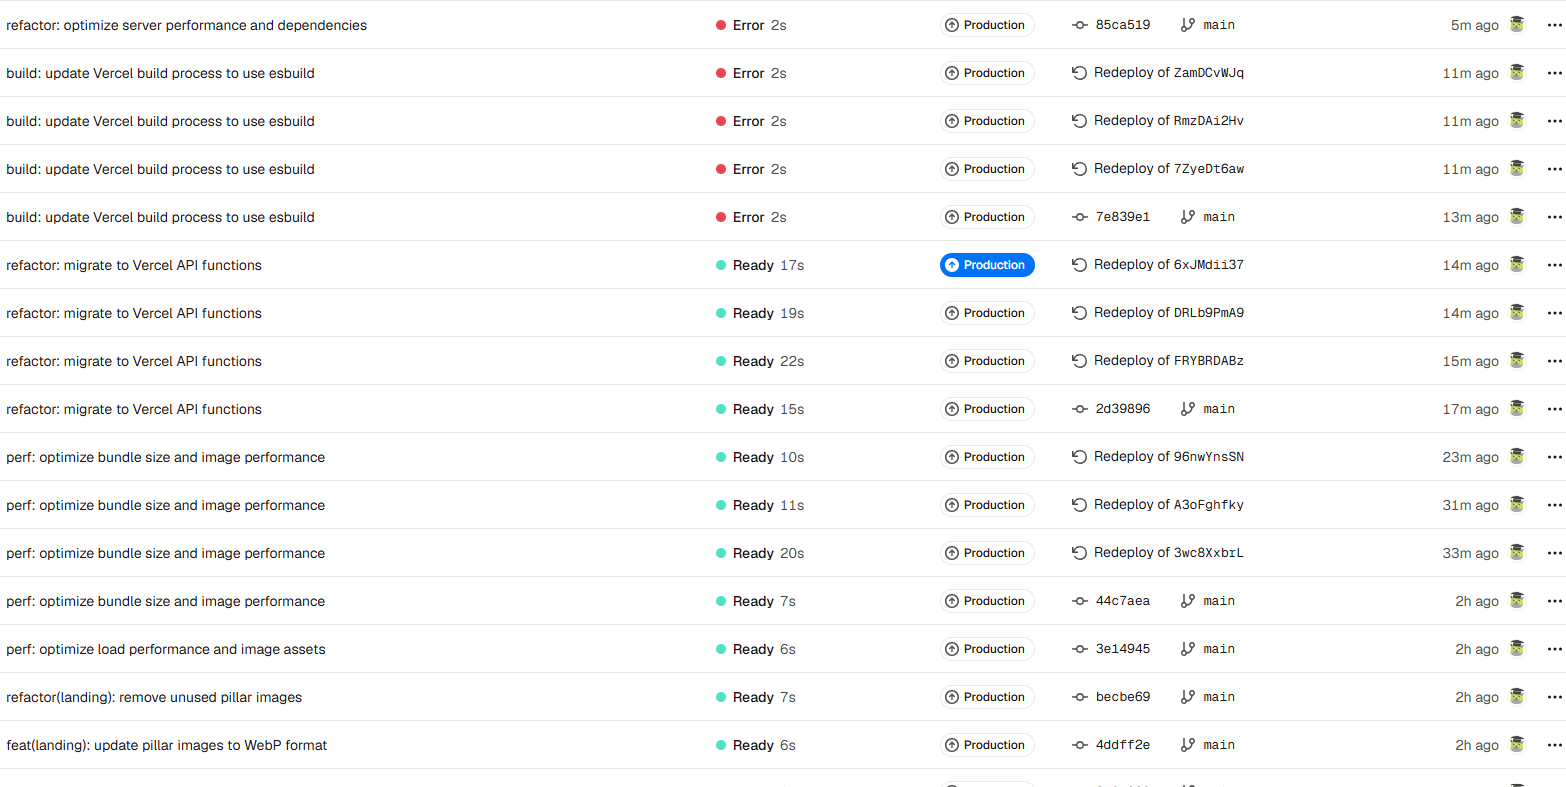 refactor: optimize server performance and dependencies Error 2s Production 85ca519 main 5m ago
build: update Vercel build process to use esbuild Error 2s Production Redeploy of ZamDCvWJq 11m ago
build: update Vercel build process to use esbuild Error 2s Production Redeploy of RmzDAi2Hv 11m ago
build: update Vercel build process to use esbuild Error 2s Production Redeploy of 7ZyeDt6aw 11m ago
build: update Vercel build process to use esbuild Error 2s Production 7e839e1 main 13m ago
refactor: migrate to Vercel API functions Ready 17s Production Redeploy of 6xJMdii37 14m ago
refactor: migrate to Vercel API functions Ready 19s Production Redeploy of DRLb9PmA9 14m ago
refactor: migrate to Vercel API functions Ready 22s Production Redeploy of FRYBRDABz 15m ago
refactor: migrate to Vercel API functions Ready 15s Production 2d39896 main 17m ago
perf: optimize bundle size and image performance Ready 10s Production Redeploy of 96nwYnsSN 23m ago
perf: optimize bundle size and image performance Ready 11s Production Redeploy of A3oFghfky 31m ago
perf: optimize bundle size and image performance Ready 20s Production Redeploy of 3wc8XxbrL 33m ago
perf: optimize bundle size and image performance Ready 7s Production 44c7aea main 2h ago
perf: optimize load performance and image assets Ready 6s Production 3e14945 main 2h ago
refactor(landing): remove unused pillar images Ready 7s Production becbe69 main 2h ago
feat(landing): update pillar images to WebP format Ready 6s Production 4ddff2e main 2h ago